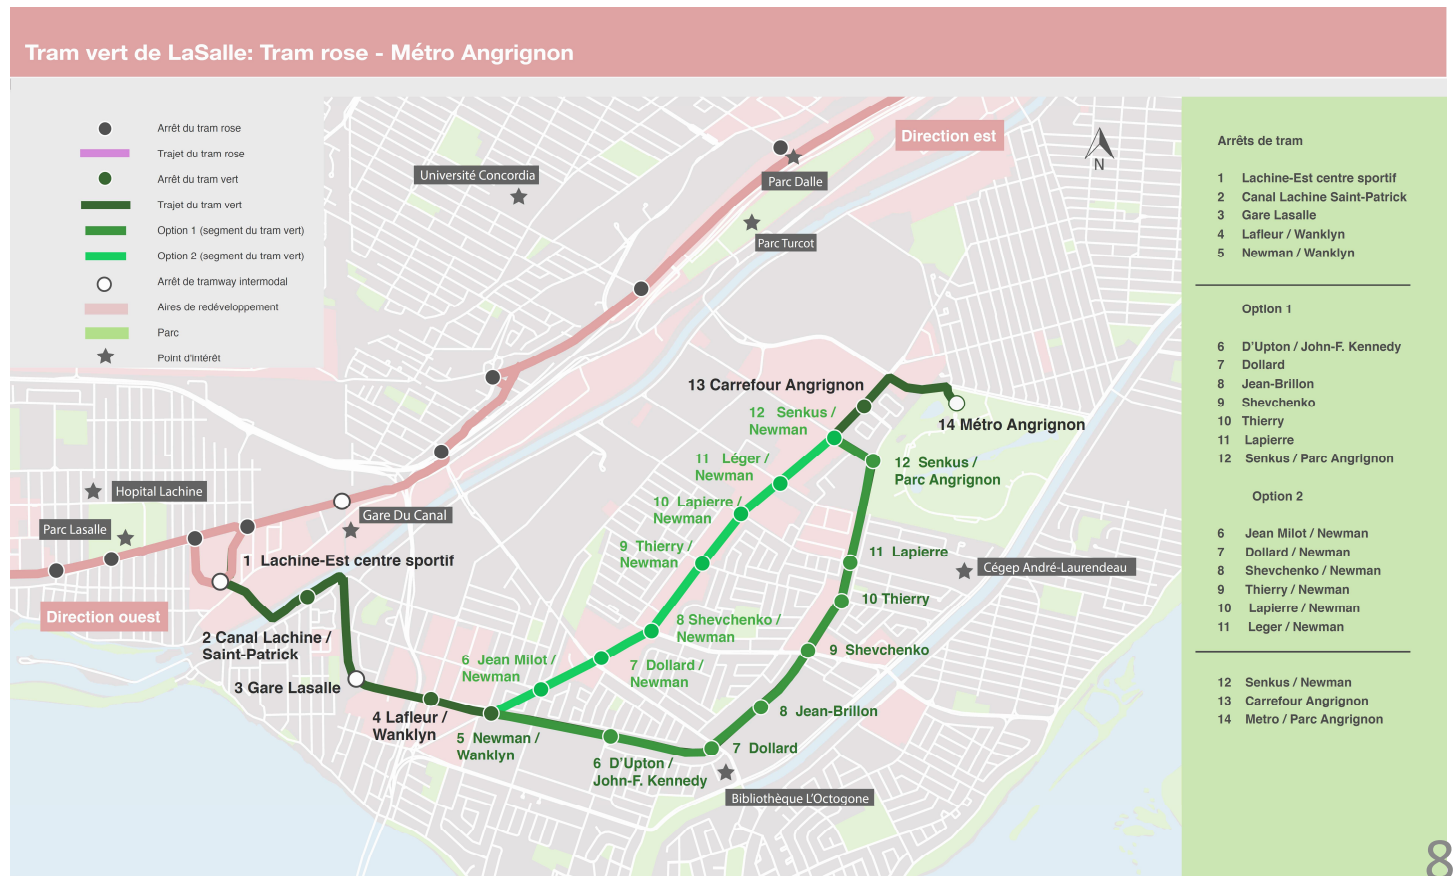 Tram vert de LaSalle: Tram rose - Métro Angrignon
Arrêt du tram rose
Trajet du tram rose
Arrêt du tram vert
Trajet du tram vert
Option 1 (segment du tram vert)
Option 2 (segment du tram vert)
Arrêt de tramway intermodal
Aires de redéveloppement
Parc
Point d'intérêt
Université Concordia
Direction est
N
Parc Dalle
Parc Turcot
13 Carrefour Angrignon
12 Senkus /
Newman
14 Métro Angrignon
11 Léger /
Newman
12 Senkus /
Parc Angrignon
10 Lapierre /
Newman
Hopital Lachine
Gare Du Canal
Parc Lasalle
9 Thierry /
Newman
11 Lapierre
1 Lachine-Est centre sportif
Cégep André-Laurendeau
10 Thierry
Direction ouest
2 Canal Lachine /
Saint-Patrick
8 Shevchenko /
Newman
9 Shevchenko
6 Jean Milot /
Newman
7 Dollard /
Newman
3 Gare Lasalle
8 Jean-Brillon
4 Lafleur /
Wanklyn
5 Newman /
Wanklyn
7 Dollard
6 D'Upton /
John-F. Kennedy
Bibliothèque L'Octogone
Arrêts de tram
1 Lachine-Est centre sportif
2 Canal Lachine Saint-Patrick
3 Gare Lasalle
4 Lafleur / Wanklyn
5 Newman / Wanklyn
Option 1
6 D'Upton / John-F. Kennedy
7 Dollard
8 Jean-Brillon
9 Shevchenko
10 Thierry
11 Lapierre
12 Senkus / Parc Angrignon
Option 2
6 Jean Milot / Newman
7 Dollard / Newman
8 Shevchenko / Newman
9 Thierry / Newman
10 Lapierre / Newman
11 Leger / Newman
12 Senkus / Newman
13 Carrefour Angrignon
14 Metro / Parc Angrignon
8